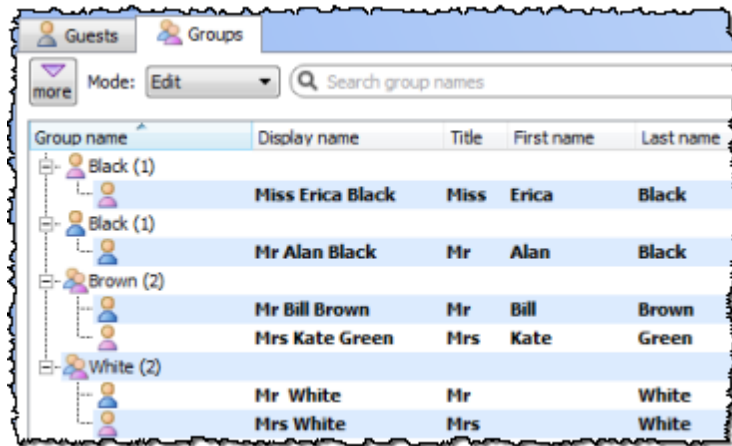 Guests Groups
more Mode: Edit Search group names
Group name Display name Title First name Last name
Black (1)
Miss Erica Black Miss Erica Black
Black (1)
Mr Alan Black Mr Alan Black
Brown (2)
Mr Bill Brown Mr Bill Brown
Mrs Kate Green Mrs Kate Green
White (2)
Mr White Mr White
Mrs White Mrs White